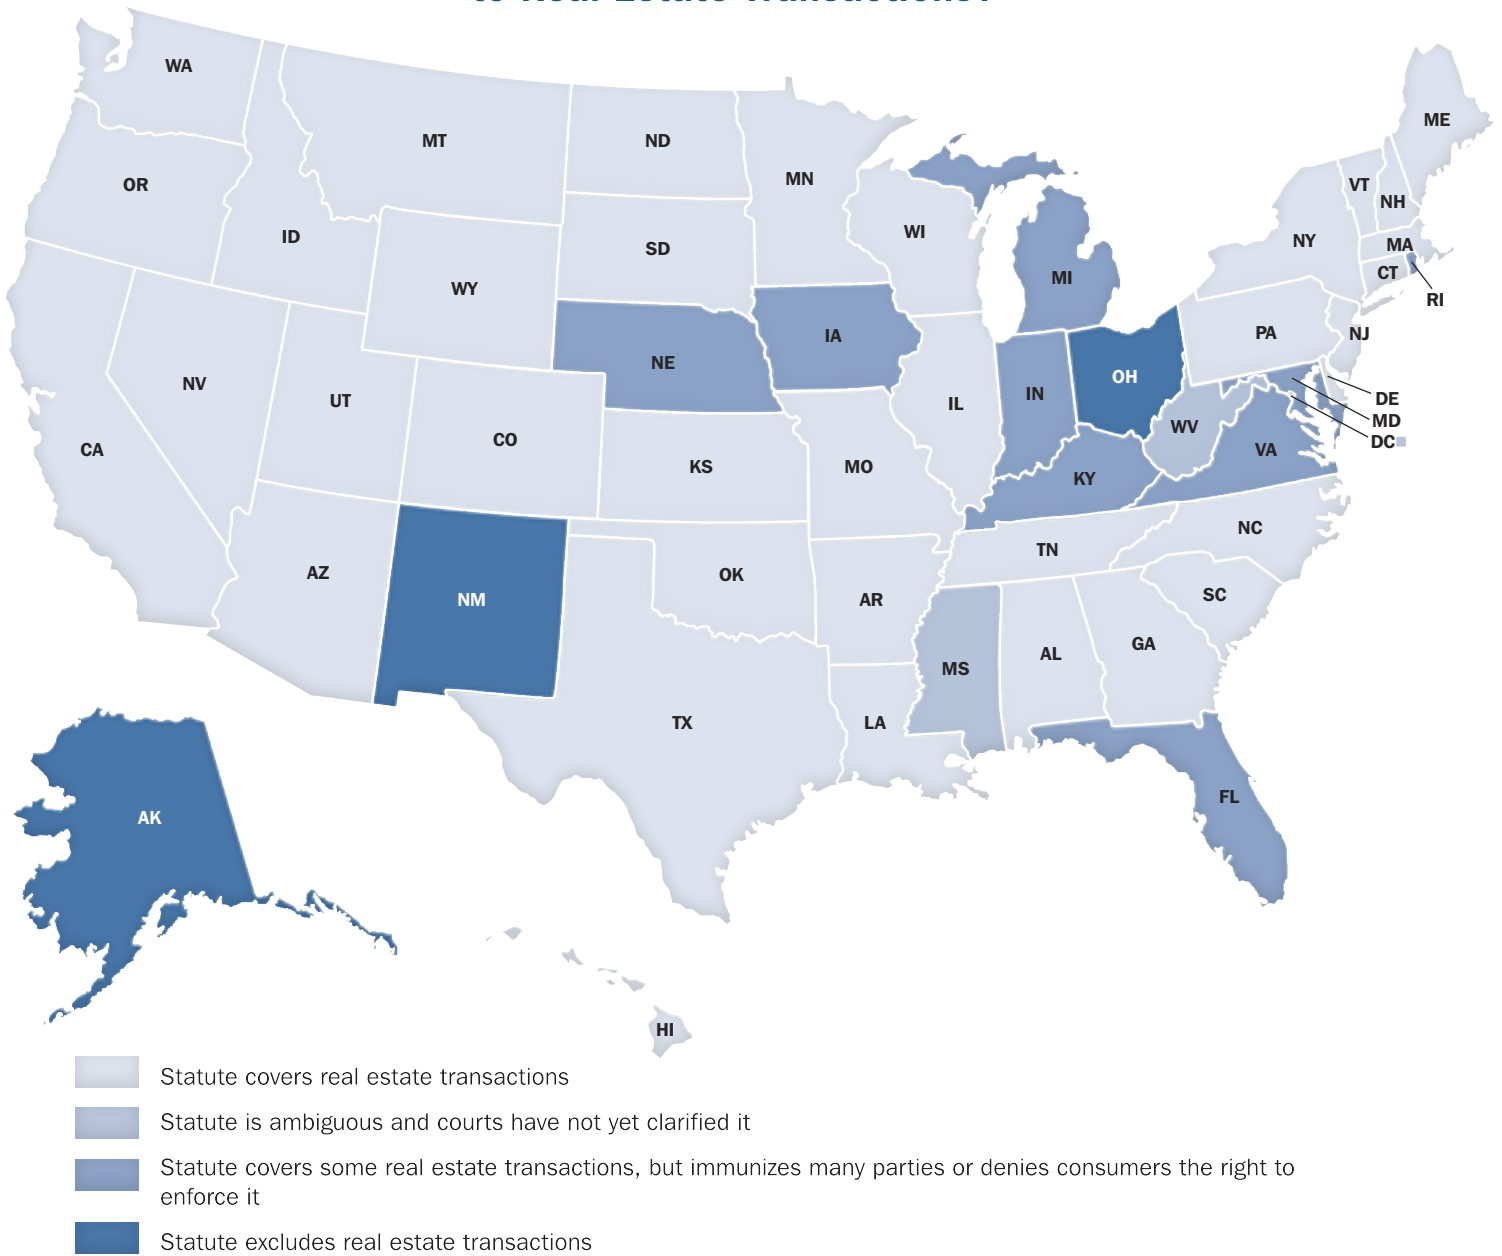 to Real Estate Transactions?
WA
MT
ND
MN
ME
OR
ID
SD
WI
VT
NH
NY
MA
WY
MI
CT
RI
IA
PA
NJ
NE
NV
UT
OH
IN
IL
DE
MD
DC
CO
WV
VA
CA
KS
MO
KY
NC
TN
AZ
OK
NM
AR
SC
GA
AL
MS
TX
LA
FL
AK
HI
Statute covers real estate transactions
Statute is ambiguous and courts have not yet clarified it
Statute covers some real estate transactions, but immunizes many parties or denies consumers the right to
enforce it
Statute excludes real estate transactions